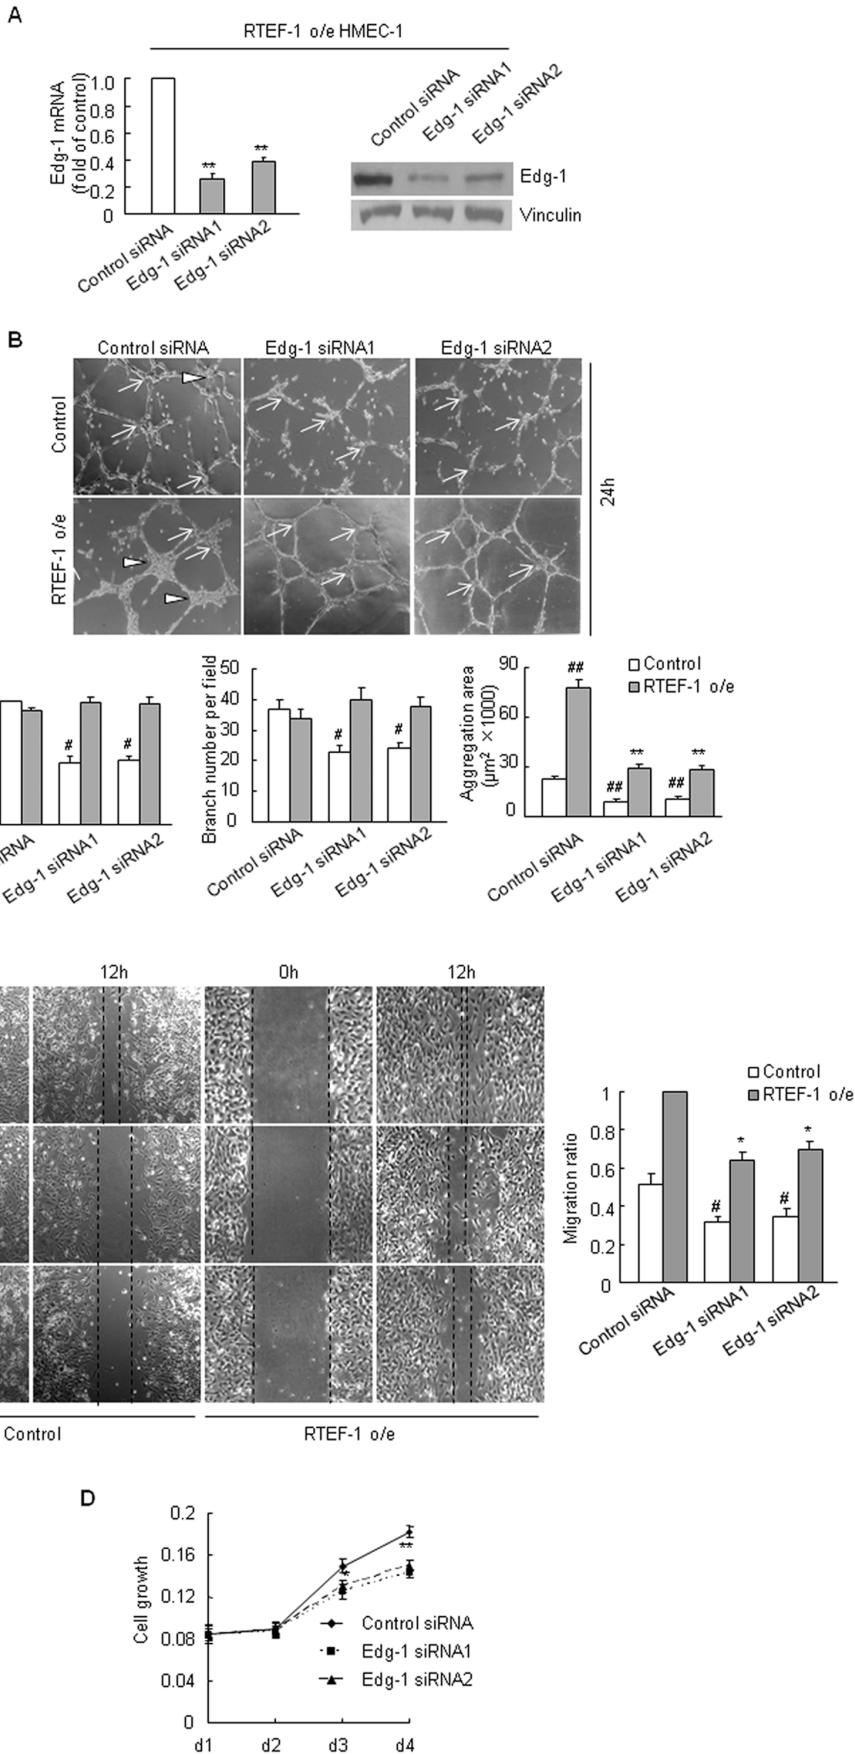 A
RTEF-1 o/e HMEC-1
Edg-1 mRNA
(fold of control)
1.0
0.8
0.6
0.4
0.2
0
**
**
Control siRNA
Edg-1 siRNA1
Edg-1 siRNA2
Control siRNA
Edg-1 siRNA1
Edg-1 siRNA2
Edg-1
Vinculin
B
Control siRNA
Edg-1 siRNA1
Edg-1 siRNA2
Control
RTEF-1 o/e
24h
#
#
Edg-1 siRNA1
Edg-1 siRNA2
Branch number per field
50
40
30
20
10
0
#
#
Control siRNA
Edg-1 siRNA1
Edg-1 siRNA2
Aggregation area
(µm² ×1000)
90
60
30
0
##
##
**
##
**
Control
RTEF-1 o/e
Control siRNA
Edg-1 siRNA1
Edg-1 siRNA2
12h
0h
12h
Control
RTEF-1 o/e
Control
RTEF-1 o/e
Migration ratio
1
0.8
0.6
0.4
0.2
0
#
*
#
*
Control siRNA
Edg-1 siRNA1
Edg-1 siRNA2
D
Cell growth
0.2
0.16
0.12
0.08
0.04
0
*
**
Control siRNA
Edg-1 siRNA1
Edg-1 siRNA2
d1
d2
d3
d4